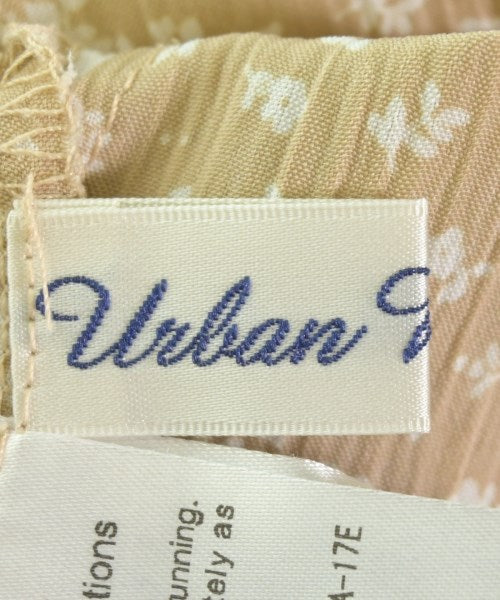 Urban
tions
unning.
tely as
A-17E